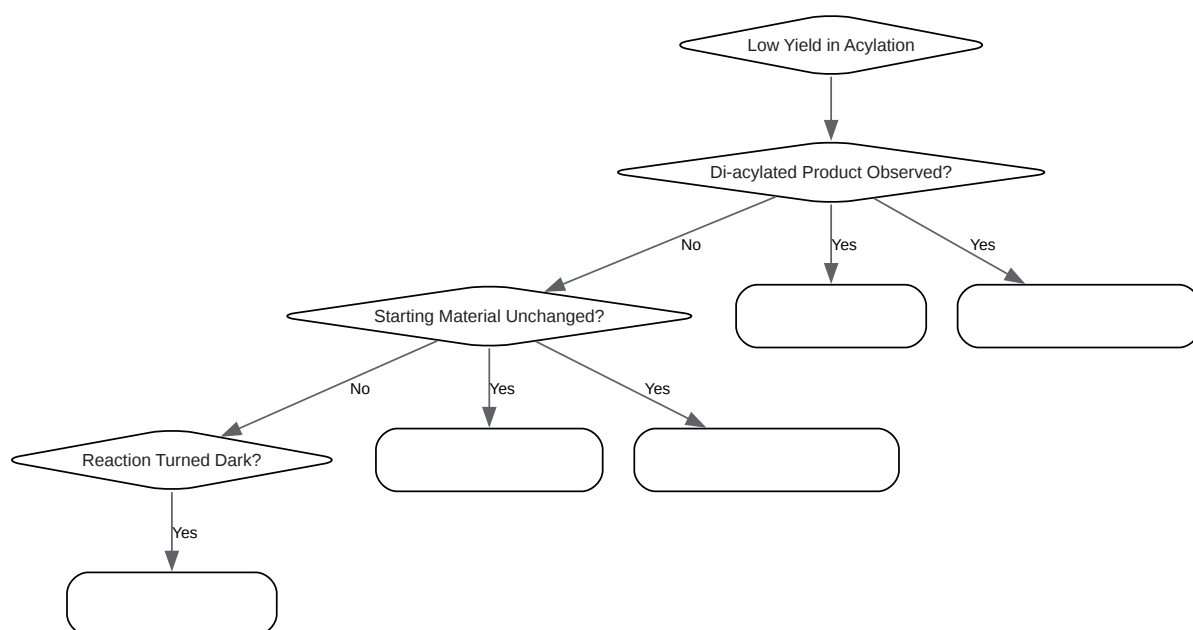 Low Yield in Acylation
Di-acylated Product Observed?
No
Yes
Yes
Starting Material Unchanged?
No
Yes
Yes
Reaction Turned Dark?
Yes